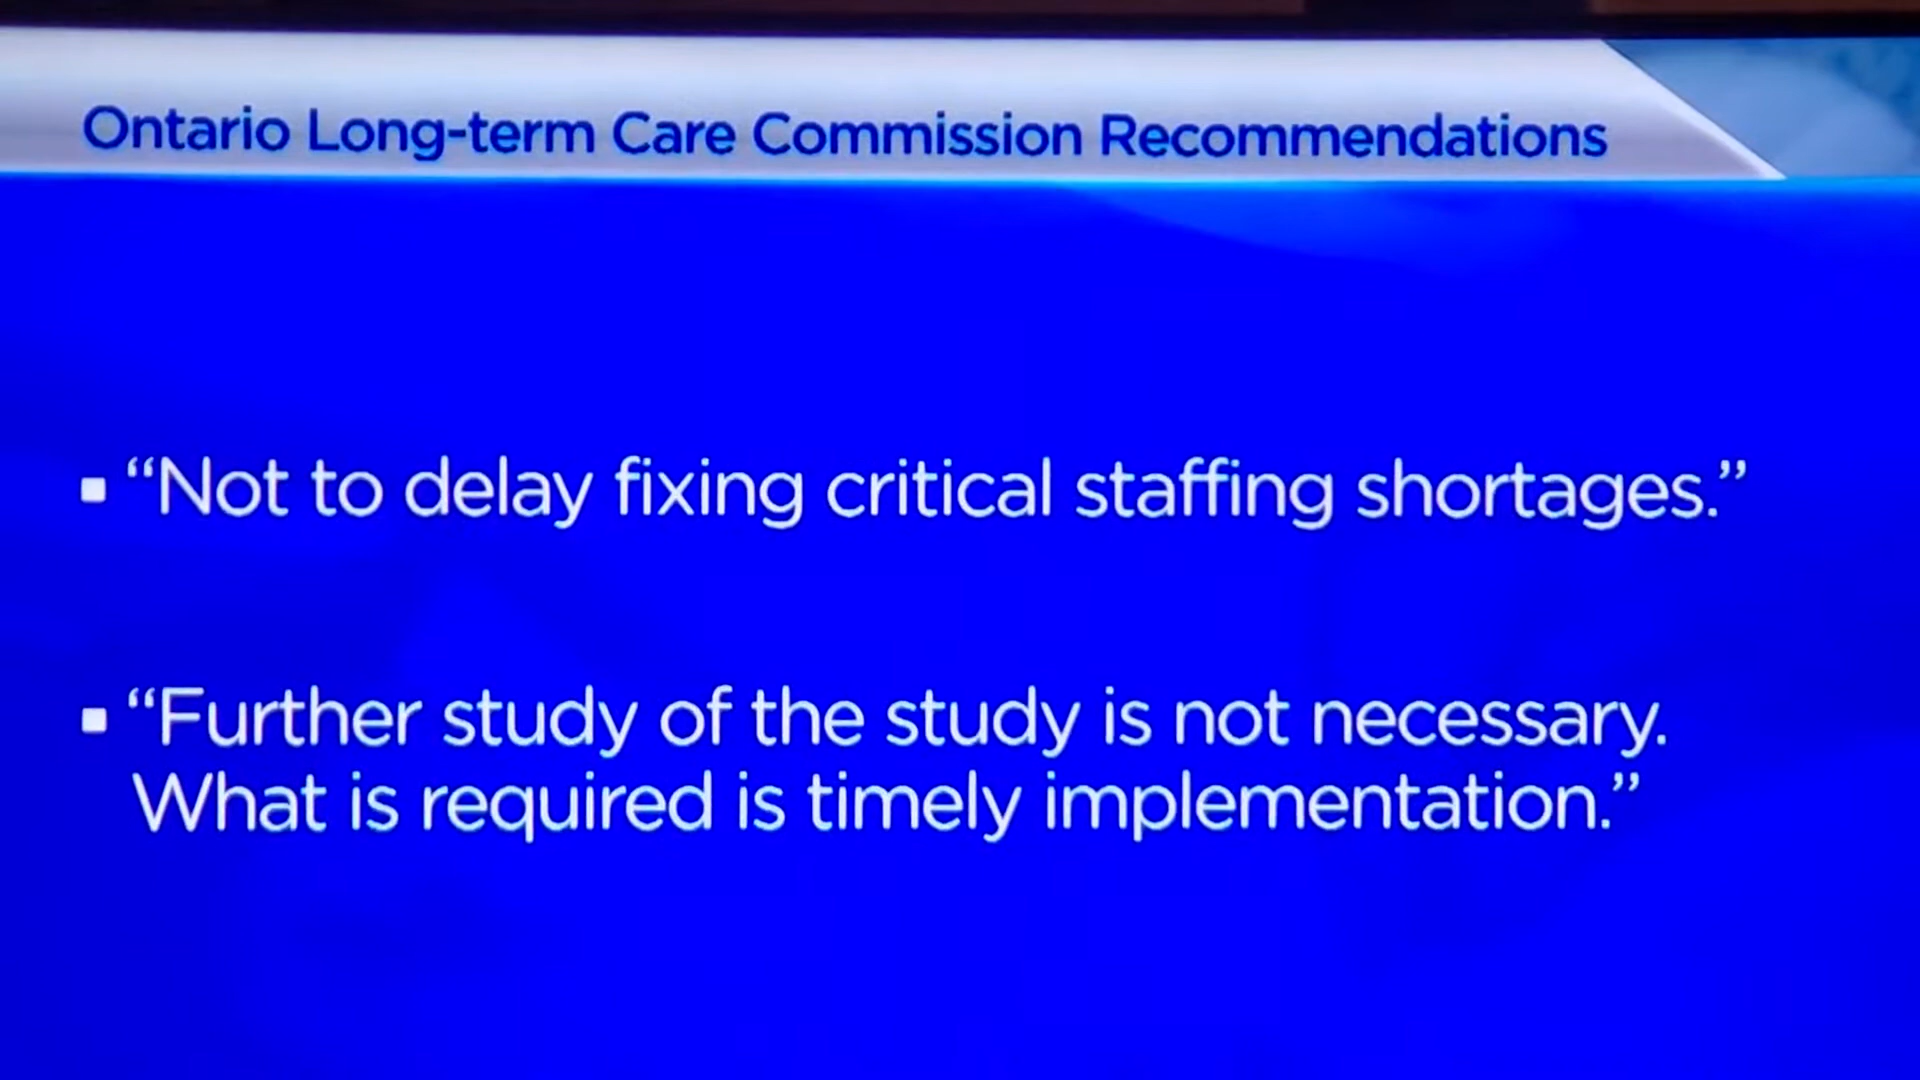 Ontario Long-term Care Commission Recommendations
▪ “Not to delay fixing critical staffing shortages.”
▪ “Further study of the study is not necessary.
What is required is timely implementation.”